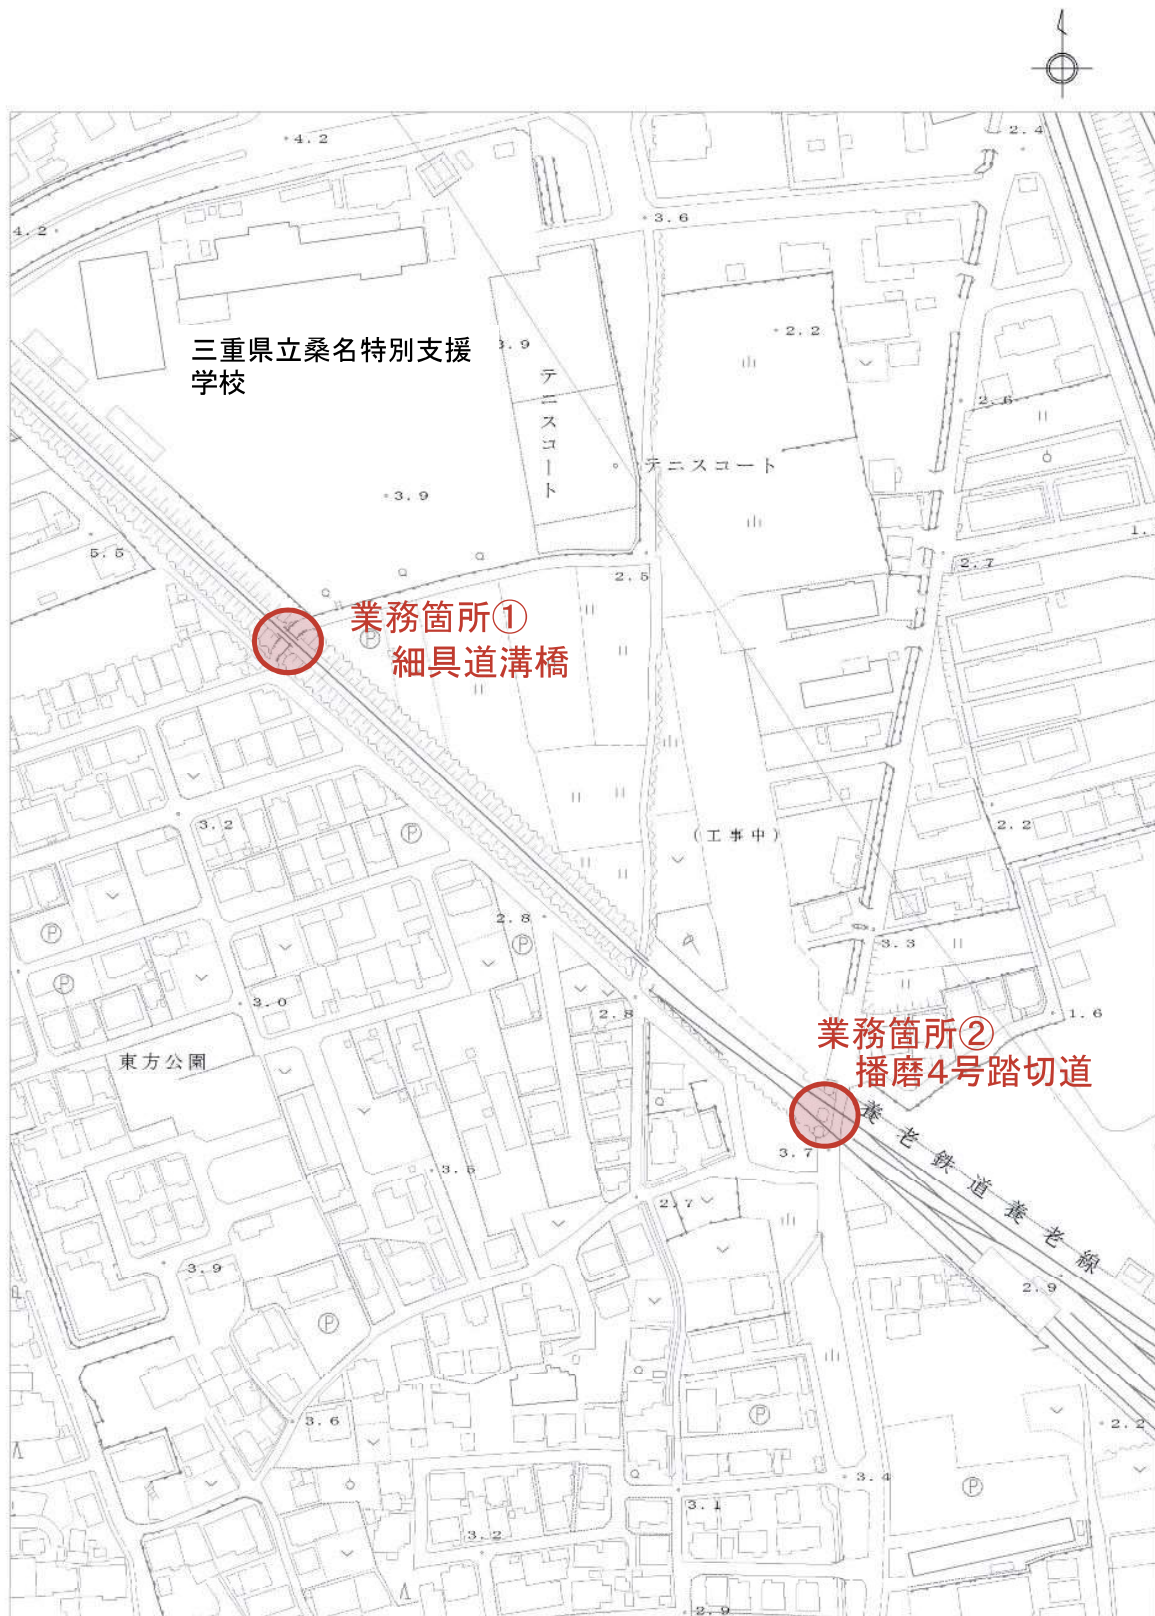 4.2
2.4
4.2
3.6
三重県立桑名特別支援
学校
3.9
2.2
テニスコート
2.6
テニスコート
3.9
5.5
2.5
2.7
1.
業務箇所①
細具道溝橋
P
3.2
P
(工事中)
2.2
2.8
P
P
3.3
P
3.0
2.8
1.6
業務箇所②
播磨4号踏切道
東方公園
養老鉄道養老線
3.7
3.5
2.7
3.9
2.9
P
3.6
P
2.2
3.4
P
3.1
3.2
2.9